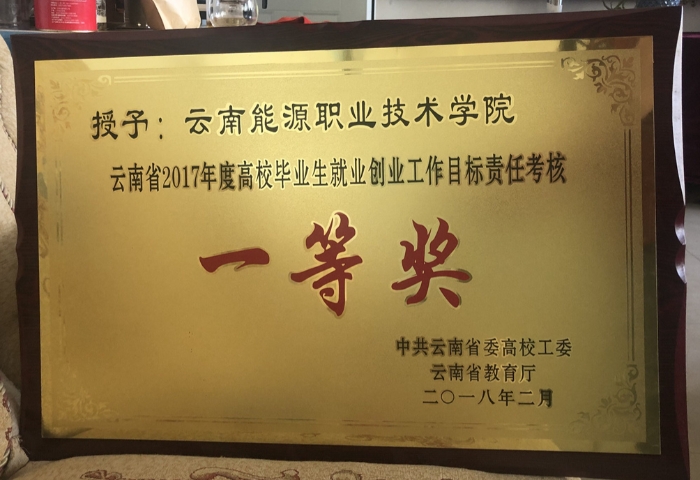 授予：云南能源职业技术学院
云南省2017年度高校毕业生就业创业工作目标责任考核
一等奖
中共云南省委高校工委
云南省教育厅
二〇一八年二月